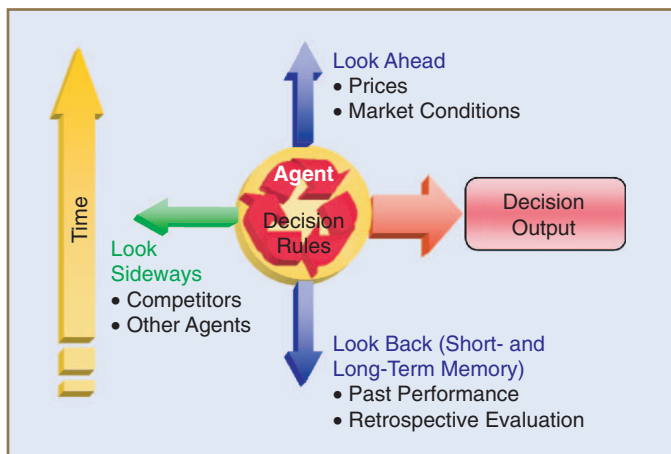 Look Ahead
• Prices
• Market Conditions
Time
Agent
Decision
Rules
Decision
Output
Look
Sideways
• Competitors
• Other Agents
Look Back (Short- and
Long-Term Memory)
• Past Performance
• Retrospective Evaluation